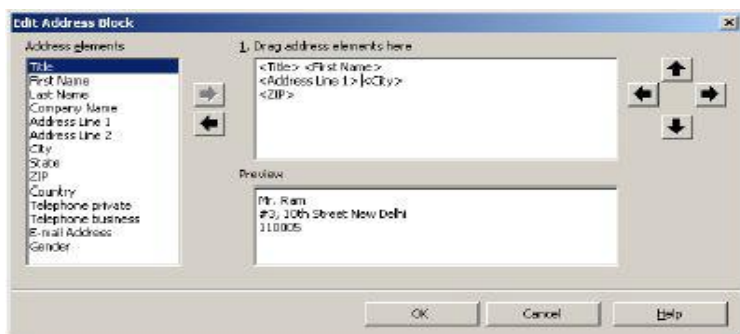 Edit Address Block
Address elements
Title
First Name
Last Name
Company Name
Address Line 1
Address Line 2
City
State
ZIP
Country
Telephone private
Telephone business
E-mail Address
Gender
1. Drag address elements here
<Title> <First Name>
<Address Line 1> <City>
<ZIP>
Preview
Mr. Ram
#3, 10th Street New Delhi
110005
OK
Cancel
Help